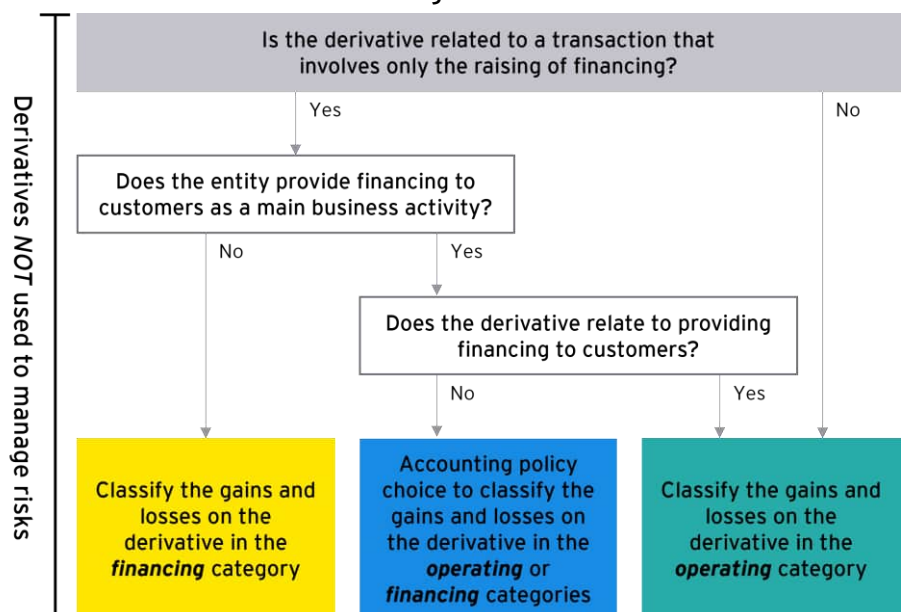 Is the derivative related to a transaction that
involves only the raising of financing?
Derivatives NOT used to manage risks
Yes
No
Does the entity provide financing to
customers as a main business activity?
No
Yes
Does the derivative relate to providing
financing to customers?
No
Yes
Classify the gains and
losses on the
derivative in the
financing category
Accounting policy
choice to classify the
gains and losses on
the derivative in the
operating or
financing categories
Classify the gains and
losses on the
derivative in the
operating category